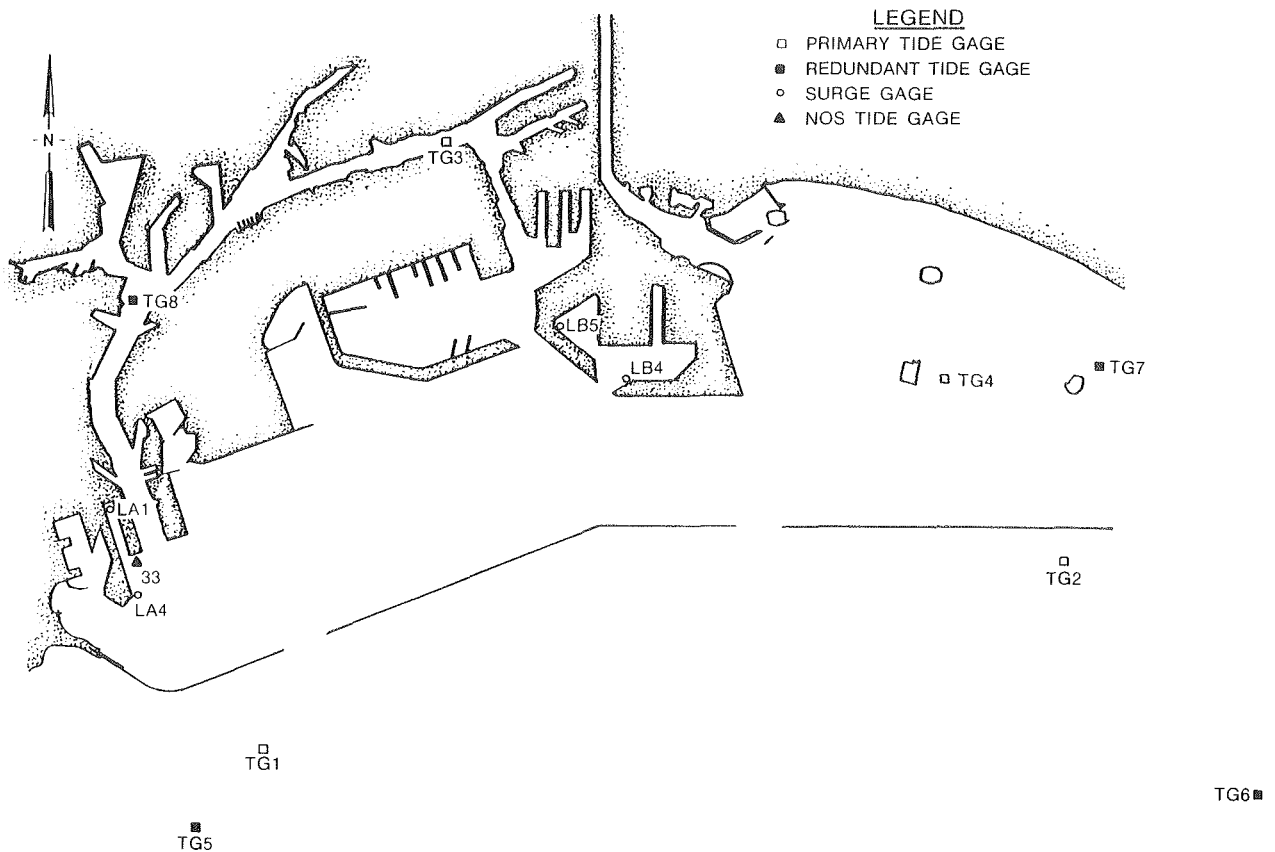 LEGEND
PRIMARY TIDE GAGE
REDUNDANT TIDE GAGE
SURGE GAGE
NOS TIDE GAGE
N
TG3
TG8
LB5
LB4
TG4
TG7
LA1
33
LA4
TG2
TG1
TG6
TG5